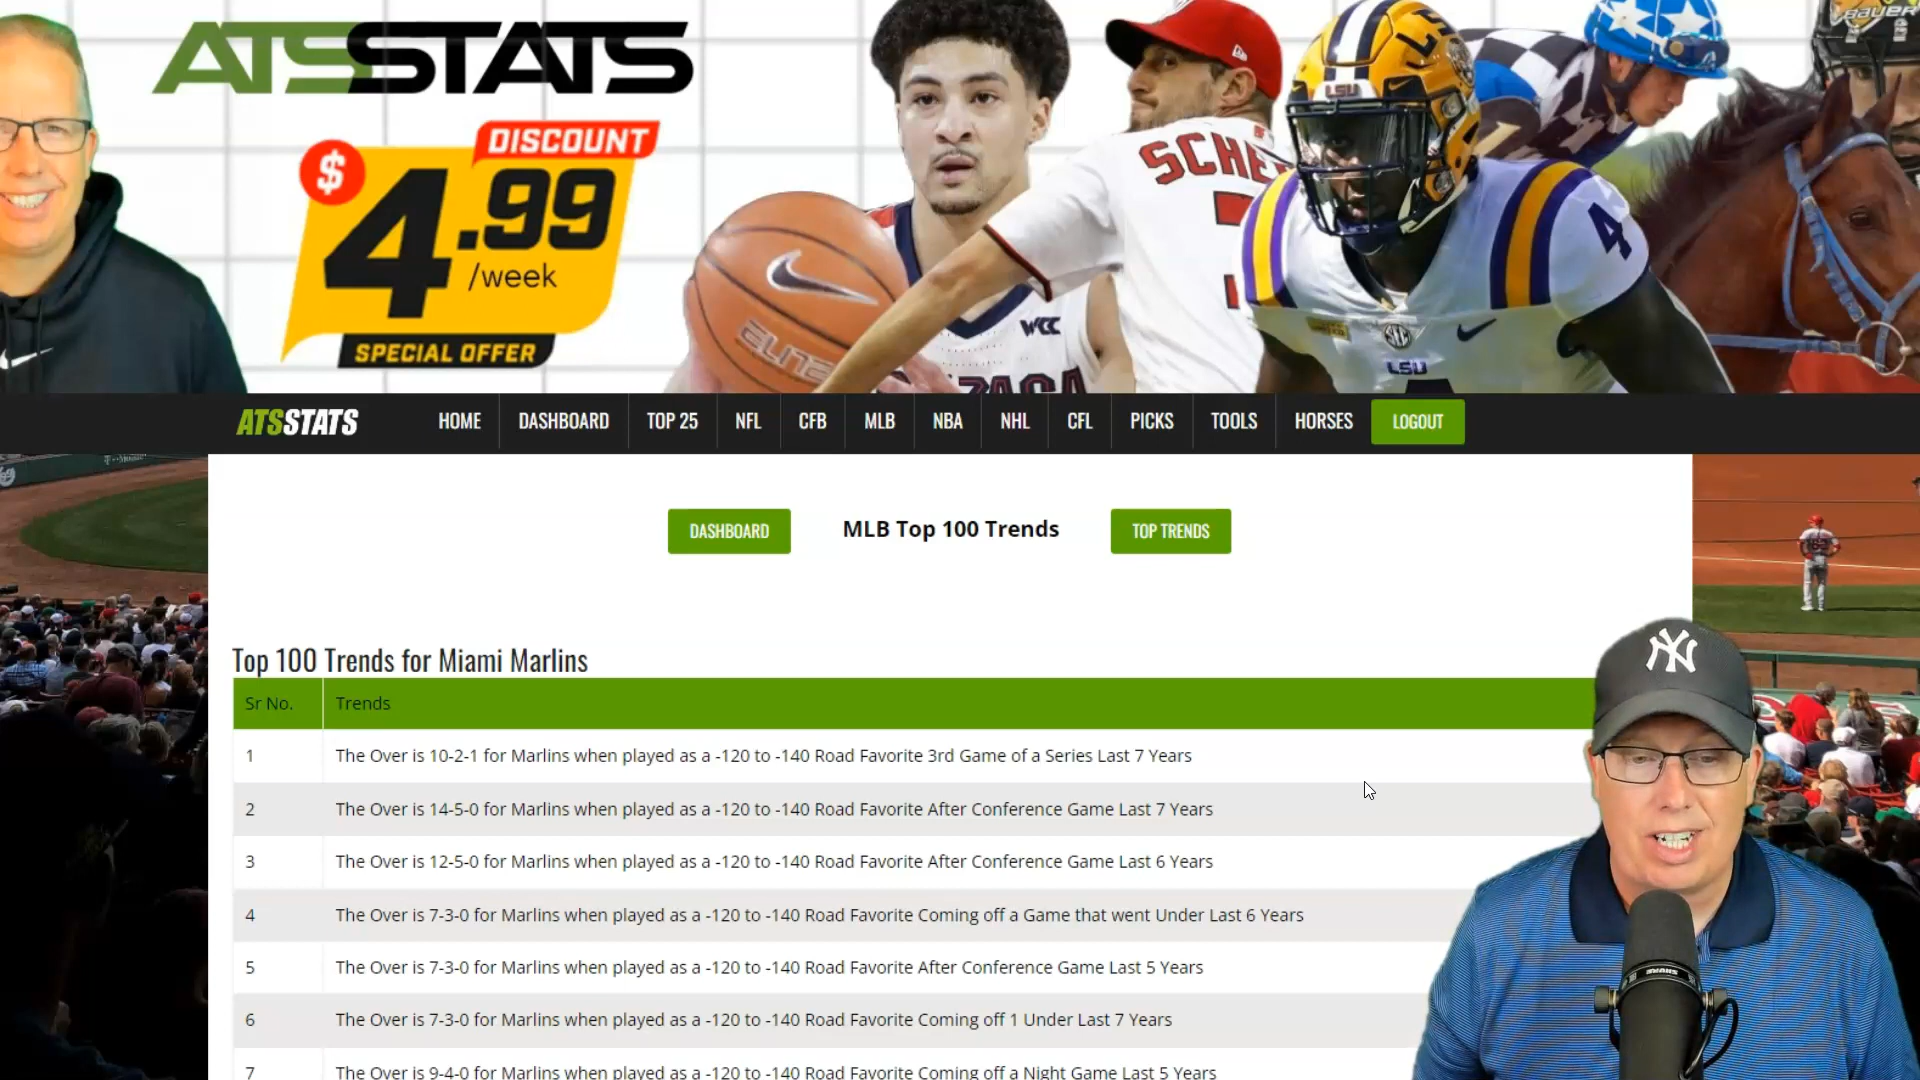 ATSSTATS
DISCOUNT
$
4.99
/week
SPECIAL OFFER
SCHE
BAUER
LSU
4
WCC
ELITE
SEC
LSU
ATSSTATS
HOME
DASHBOARD
TOP 25
NFL
CFB
MLB
NBA
NHL
CFL
PICKS
TOOLS
HORSES
LOGOUT
DASHBOARD
MLB Top 100 Trends
TOP TRENDS
Top 100 Trends for Miami Marlins
Sr No. Trends
1 The Over is 10-2-1 for Marlins when played as a -120 to -140 Road Favorite 3rd Game of a Series Last 7 Years
2 The Over is 14-5-0 for Marlins when played as a -120 to -140 Road Favorite After Conference Game Last 7 Years
3 The Over is 12-5-0 for Marlins when played as a -120 to -140 Road Favorite After Conference Game Last 6 Years
4 The Over is 7-3-0 for Marlins when played as a -120 to -140 Road Favorite Coming off a Game that went Under Last 6 Years
5 The Over is 7-3-0 for Marlins when played as a -120 to -140 Road Favorite After Conference Game Last 5 Years
6 The Over is 7-3-0 for Marlins when played as a -120 to -140 Road Favorite Coming off 1 Under Last 7 Years
7 The Over is 9-4-0 for Marlins when played as a -120 to -140 Road Favorite Coming off a Night Game Last 5 Years
NY
SHURE